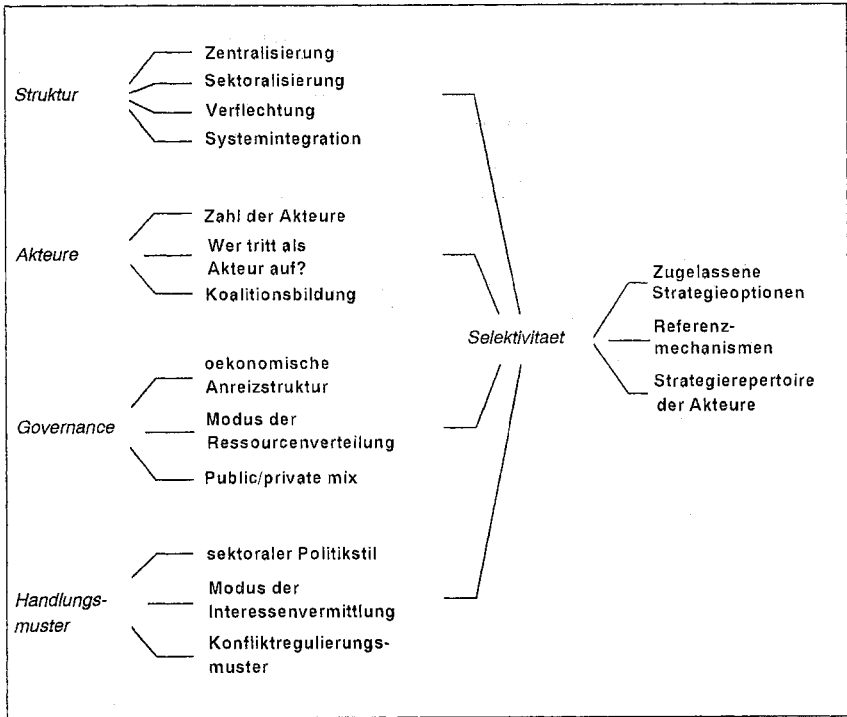 Struktur
Zentralisierung
Sektoralisierung
Verflechtung
Systemintegration
Akteure
Zahl der Akteure
Wer tritt als
Akteur auf?
Koalitionsbildung
Governance
oekonomische
Anreizstruktur
Modus der
Ressourcenverteilung
Public/private mix
Handlungs-
muster
sektoraler Politikstil
Modus der
Interessenvermittlung
Konfliktregulierungs-
muster
Selektivitaet
Zugelassene
Strategieoptionen
Referenz-
mechanismen
Strategierepertoire
der Akteure